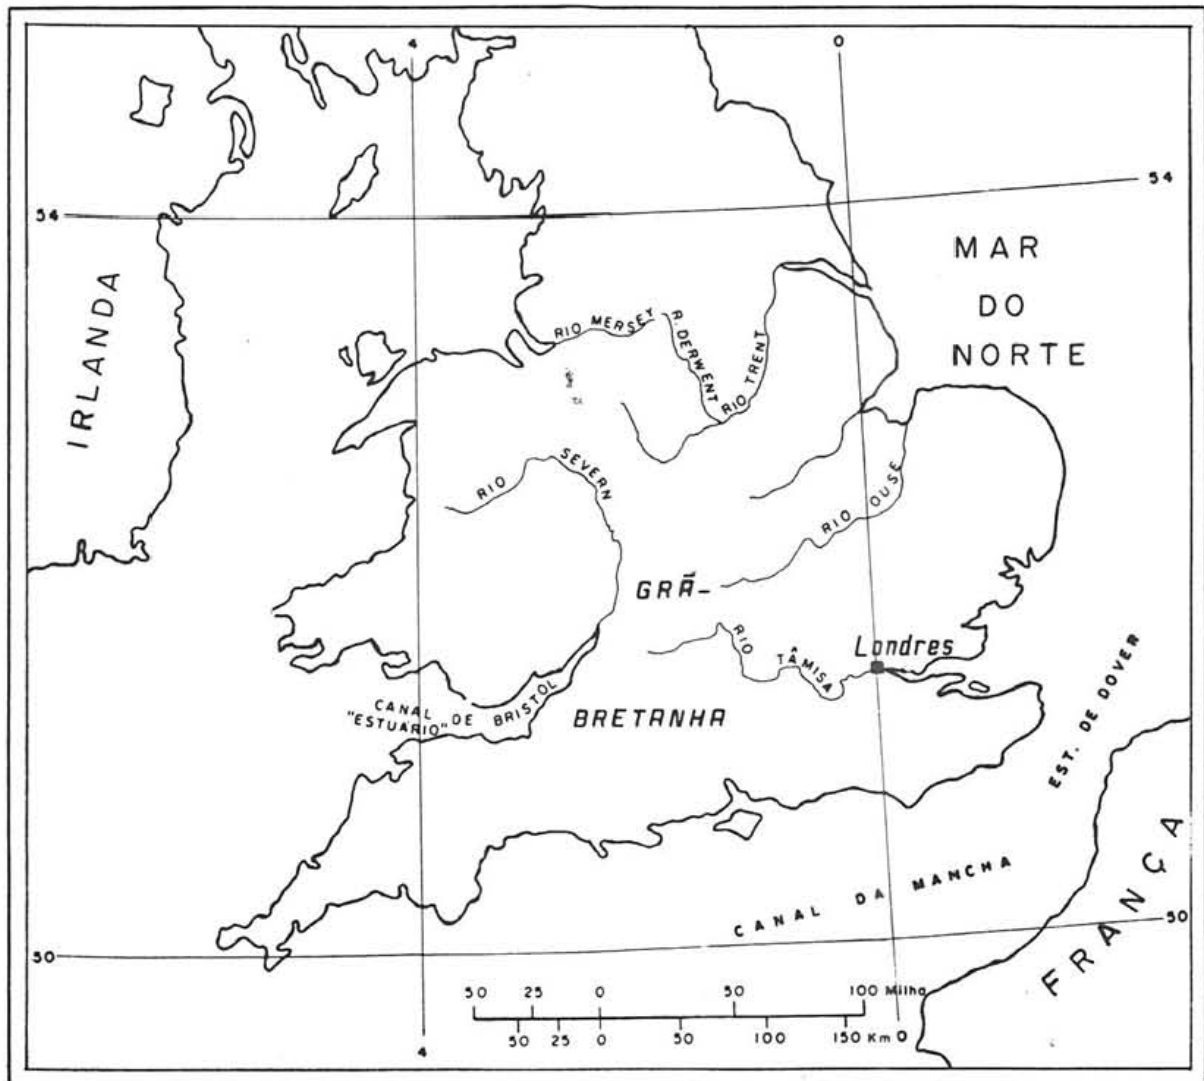 4
0
54
54
IRLANDA
MAR
DO
NORTE
RIO MERSEY
R. DERWENT
RIO TRENT
RIO SEVERN
RIO OUSE
GRÃ-
BRETANHA
RIO TÂMISA
Londres
CANAL DE BRISTOL
"ESTUÁRIO"
EST. DE DOVER
CANAL DA MANCHA
FRANÇA
50
50
50 25 0 50 100 Milha
50 25 0 50 100 150 Km
4
0